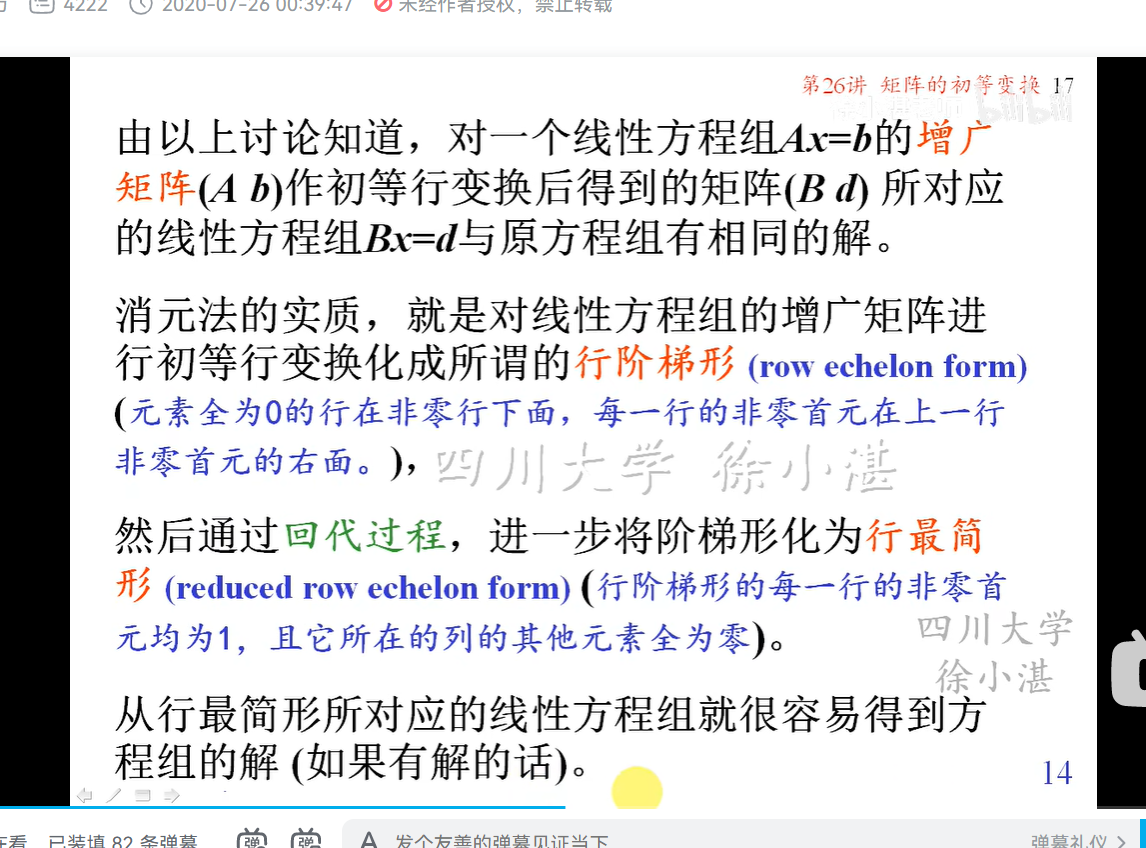 4222 2020-07-26 00:39:47 未经作者授权，禁止转载
第26讲 矩阵的初等变换 17
bilibili
由以上讨论知道，对一个线性方程组Ax=b的增广
矩阵(A b)作初等行变换后得到的矩阵(B d) 所对应
的线性方程组Bx=d与原方程组有相同的解。
消元法的实质，就是对线性方程组的增广矩阵进
行初等行变换化成所谓的行阶梯形 (row echelon form)
(元素全为0的行在非零行下面，每一行的非零首元在上一行
非零首元的右面。)，
四川大学 徐小湛
然后通过回代过程，进一步将阶梯形化为行最简
形 (reduced row echelon form) (行阶梯形的每一行的非零首
元均为1，且它所在的列的其他元素全为零)。
四川大学
徐小湛
从行最简形所对应的线性方程组就很容易得到方
程组的解 (如果有解的话)。
14
在看 已装填 82 条弹幕 弹 弹 A 发个友善的弹幕见证当下 弹幕礼仪 >